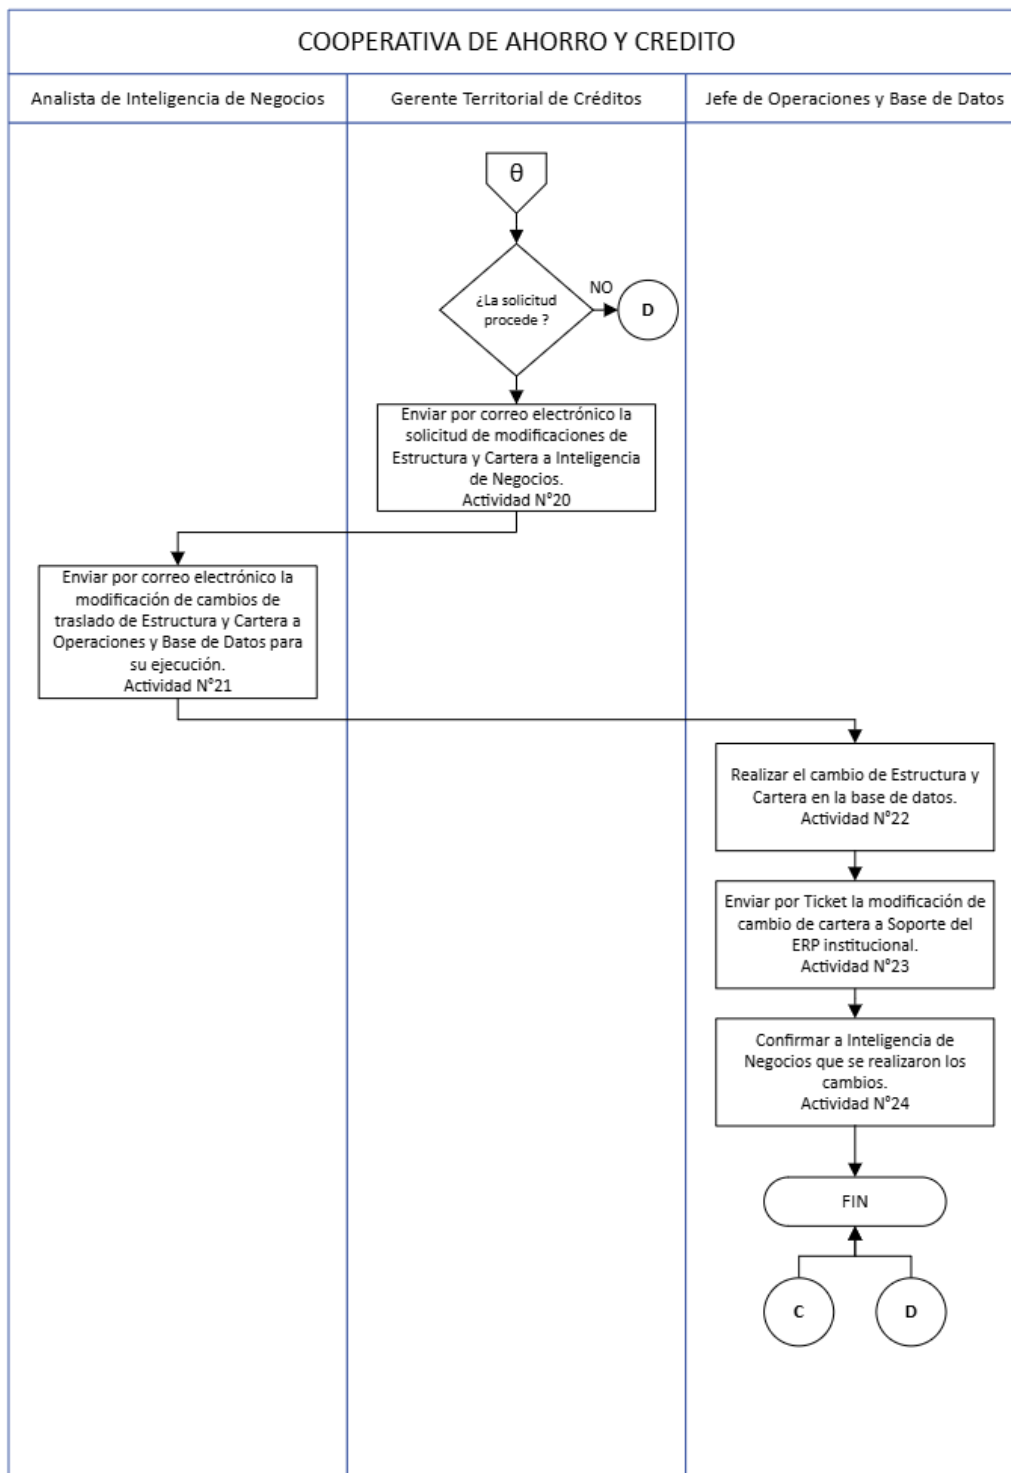 COOPERATIVA DE AHORRO Y CREDITO
Analista de Inteligencia de Negocios
Gerente Territorial de Créditos
Jefe de Operaciones y Base de Datos
θ
¿La solicitud
procede ?
NO
D
Enviar por correo electrónico la
solicitud de modificaciones de
Estructura y Cartera a Inteligencia
de Negocios.
Actividad N°20
Enviar por correo electrónico la
modificación de cambios de
traslado de Estructura y Cartera a
Operaciones y Base de Datos para
su ejecución.
Actividad N°21
Realizar el cambio de Estructura y
Cartera en la base de datos.
Actividad N°22
Enviar por Ticket la modificación de
cambio de cartera a Soporte del
ERP institucional.
Actividad N°23
Confirmar a Inteligencia de
Negocios que se realizaron los
cambios.
Actividad N°24
FIN
C
D